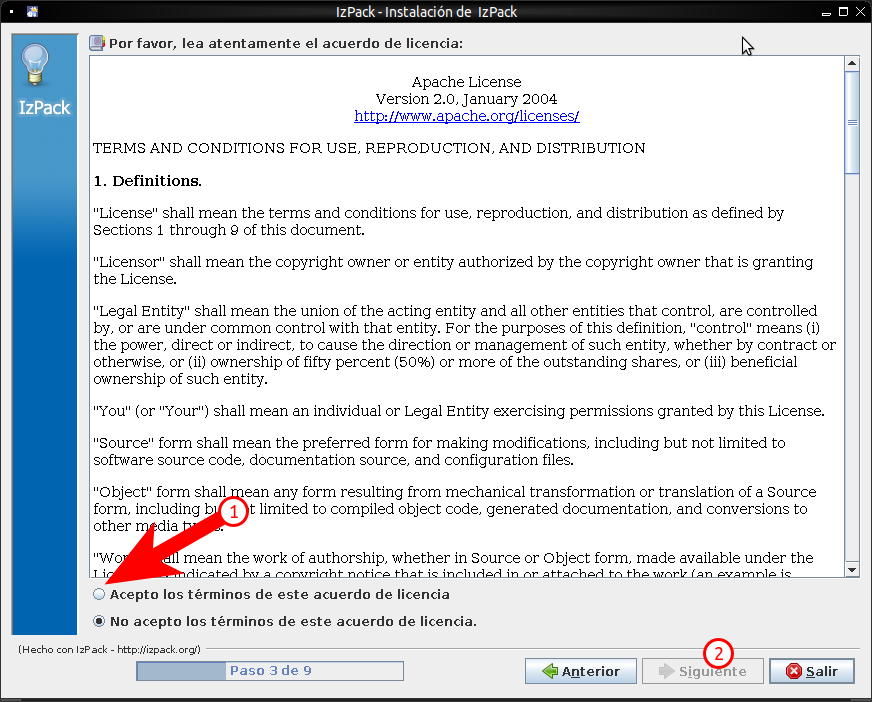 IzPack - Instalación de IzPack
IzPack
Por favor, lea atentamente el acuerdo de licencia:
Apache License
Version 2.0, January 2004
http://www.apache.org/licenses/
TERMS AND CONDITIONS FOR USE, REPRODUCTION, AND DISTRIBUTION
1. Definitions.
"License" shall mean the terms and conditions for use, reproduction, and distribution as defined by
Sections 1 through 9 of this document.
"Licensor" shall mean the copyright owner or entity authorized by the copyright owner that is granting
the License.
"Legal Entity" shall mean the union of the acting entity and all other entities that control, are controlled
by, or are under common control with that entity. For the purposes of this definition, "control" means (i)
the power, direct or indirect, to cause the direction or management of such entity, whether by contract or
otherwise, or (ii) ownership of fifty percent (50%) or more of the outstanding shares, or (iii) beneficial
ownership of such entity.
"You" (or "Your") shall mean an individual or Legal Entity exercising permissions granted by this License.
"Source" form shall mean the preferred form for making modifications, including but not limited to
software source code, documentation source, and configuration files.
"Object" form shall mean any form resulting from mechanical transformation or translation of a Source
form, including but not limited to compiled object code, generated documentation, and conversions to
other media types.
1
"Work" shall mean the work of authorship, whether in Source or Object form, made available under the
indicated by a copyright notice that is included in or attached to the work (an example is
Acepto los términos de este acuerdo de licencia
No acepto los términos de este acuerdo de licencia.
(Hecho con IzPack - http://izpack.org/)
2
Paso 3 de 9
Anterior
Siguiente
Salir